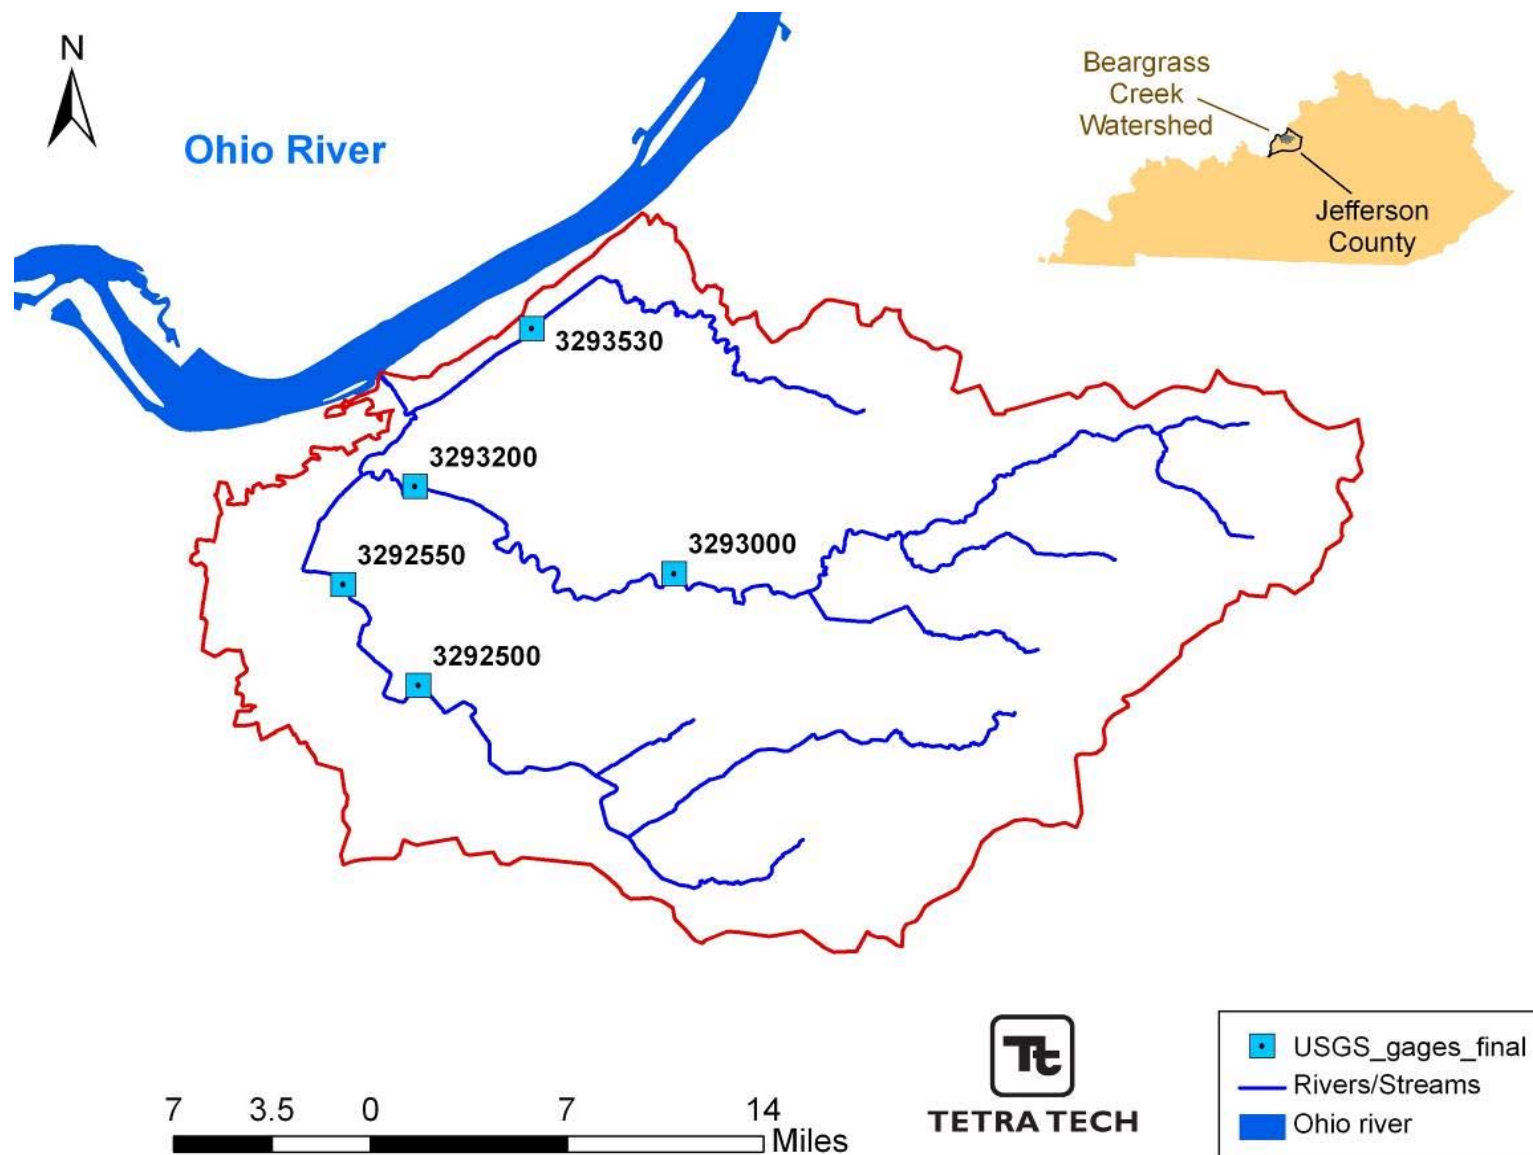 N
Ohio River
Beargrass
Creek
Watershed
Jefferson
County
3293530
3293200
3293000
3292550
3292500
7 3.5 0 7 14
Miles
Tt
TETRA TECH
USGS_gages_final
Rivers/Streams
Ohio river